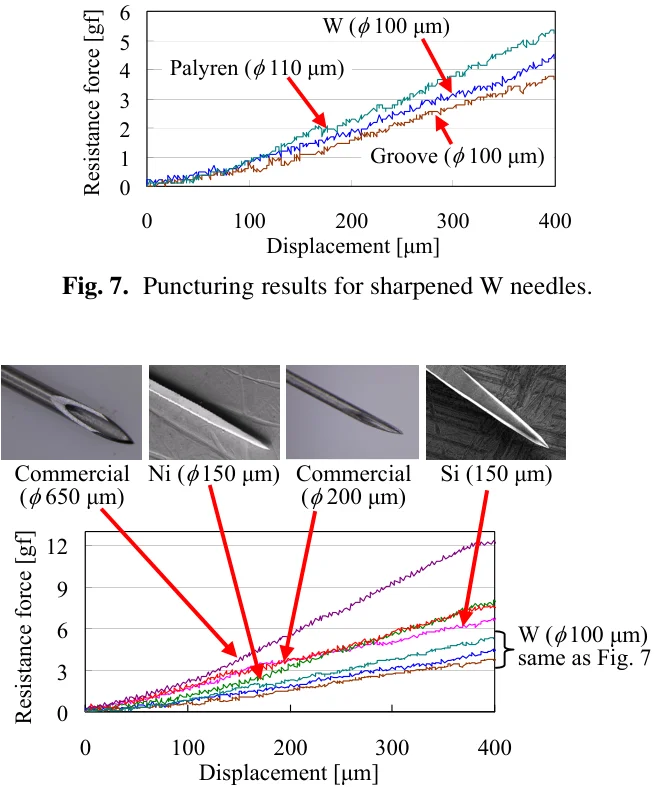 Resistance force [gf]
6
5
4
3
2
1
0
W (ϕ100 μm)
Palyren (ϕ110 μm)
Groove (ϕ100 μm)
0 100 200 300 400
Displacement [μm]
Fig. 7. Puncturing results for sharpened W needles.
Commercial
(ϕ650 μm)
Ni (ϕ150 μm)
Commercial
(ϕ200 μm)
Si (150 μm)
Resistance force [gf]
12
9
6
3
0
W (ϕ100 μm)
same as Fig. 7
0 100 200 300 400
Displacement [μm]